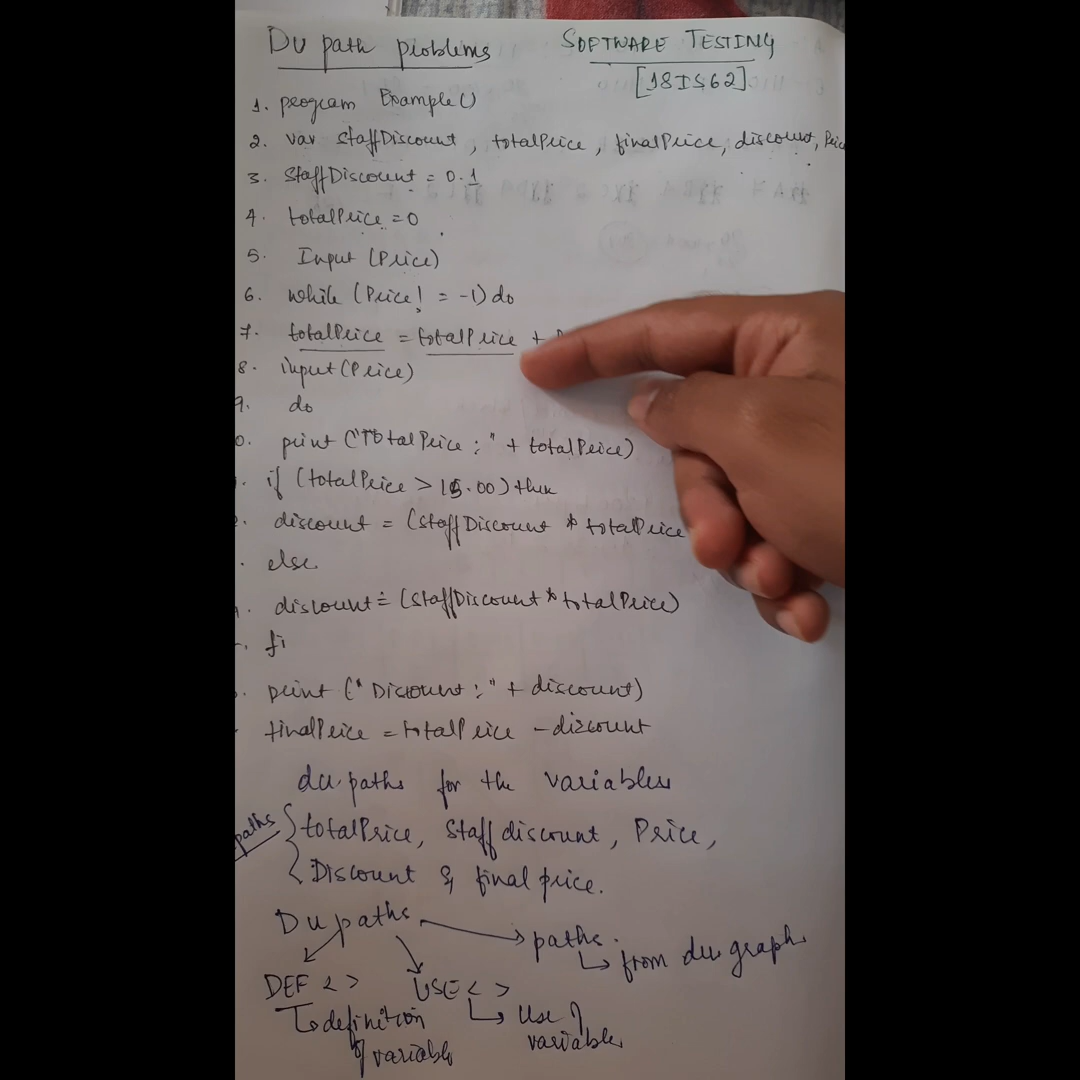 Du path problems
SOFTWARE TESTING
[18IS62]
1. program Example()
2. var staffDiscount, totalPrice, finalPrice, discount, Price
3. StaffDiscount = 0.1
4. totalPrice = 0
5. Input (Price)
6. while (Price! = -1) do
7. totalPrice = totalPrice +
8. input(Price)
9. do
0. print ("TotalPrice: " + totalPrice)
. if (totalPrice > 15.00) then
discount = (staffDiscount * totalPrice
. else
. discount = (staffDiscount * totalPrice)
. fi
. print ("Discount: " + discount)
finalPrice = totalPrice - discount
du paths for the variables
paths { totalPrice, Staff discount, Price,
Discount & final price.
Du paths
paths.
from du graph
DEF < >
USE < >
definition
of variable
Use of
variable